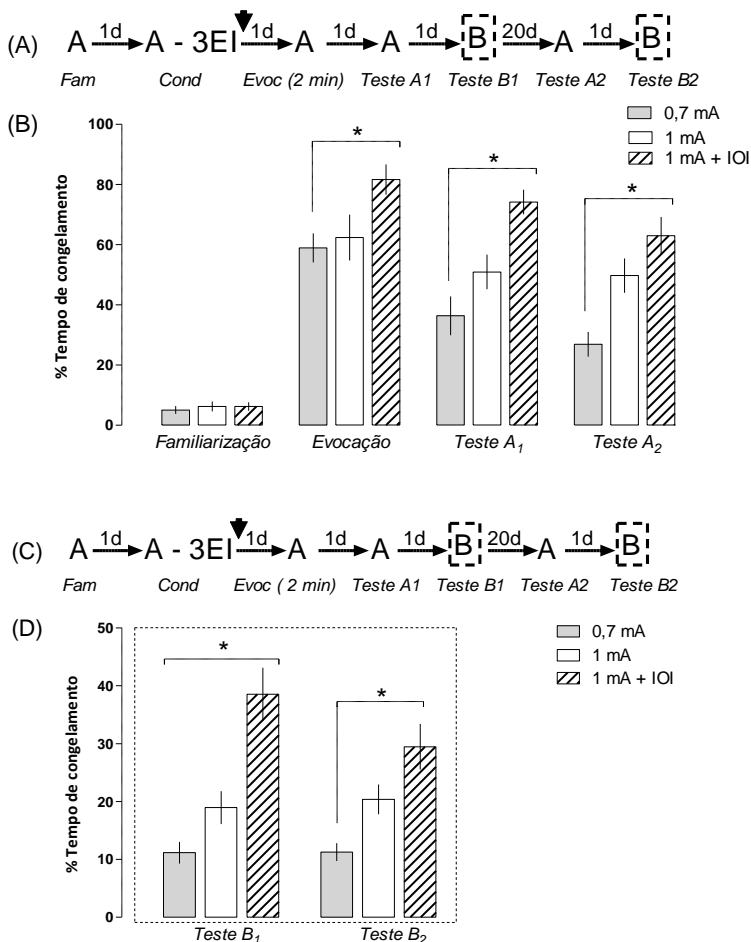 (A) A 1d A - 3EI 1d A 1d A 1d B 20d A 1d B
Fam Cond Evoc (2 min) Teste A1 Teste B1 Teste A2 Teste B2
(B)
0,7 mA
1 mA
1 mA + IOI
% Tempo de congelamento
100
80
60
40
20
0
* * *
Familiarização Evocação Teste A1 Teste A2
(C) A 1d A - 3EI 1d A 1d A 1d B 20d A 1d B
Fam Cond Evoc ( 2 min) Teste A1 Teste B1 Teste A2 Teste B2
(D)
0,7 mA
1 mA
1 mA + IOI
% Tempo de congelamento
50
40
30
20
10
0
* *
Teste B1 Teste B2